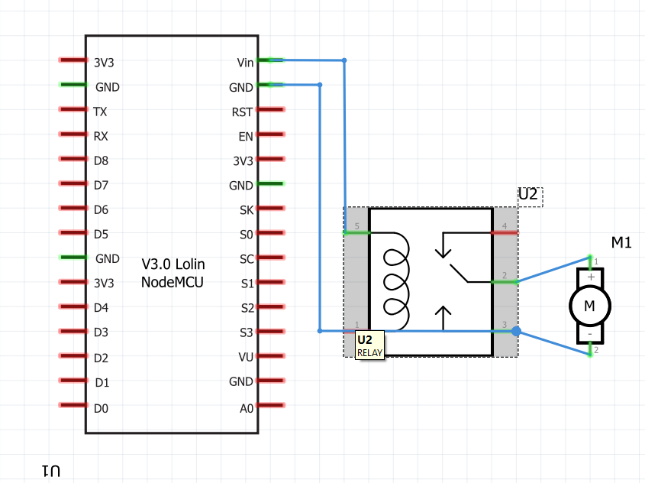 3V3
GND
TX
RX
D8
D7
D6
D5
GND
3V3
D4
D3
D2
D1
D0
V3.0 Lolin
NodeMCU
Vin
GND
RST
EN
3V3
GND
SK
S0
SC
S1
S2
S3
VU
GND
A0
U1
U2
5
1
4
2
3
U2
RELAY
M1
1
+
M
-
2